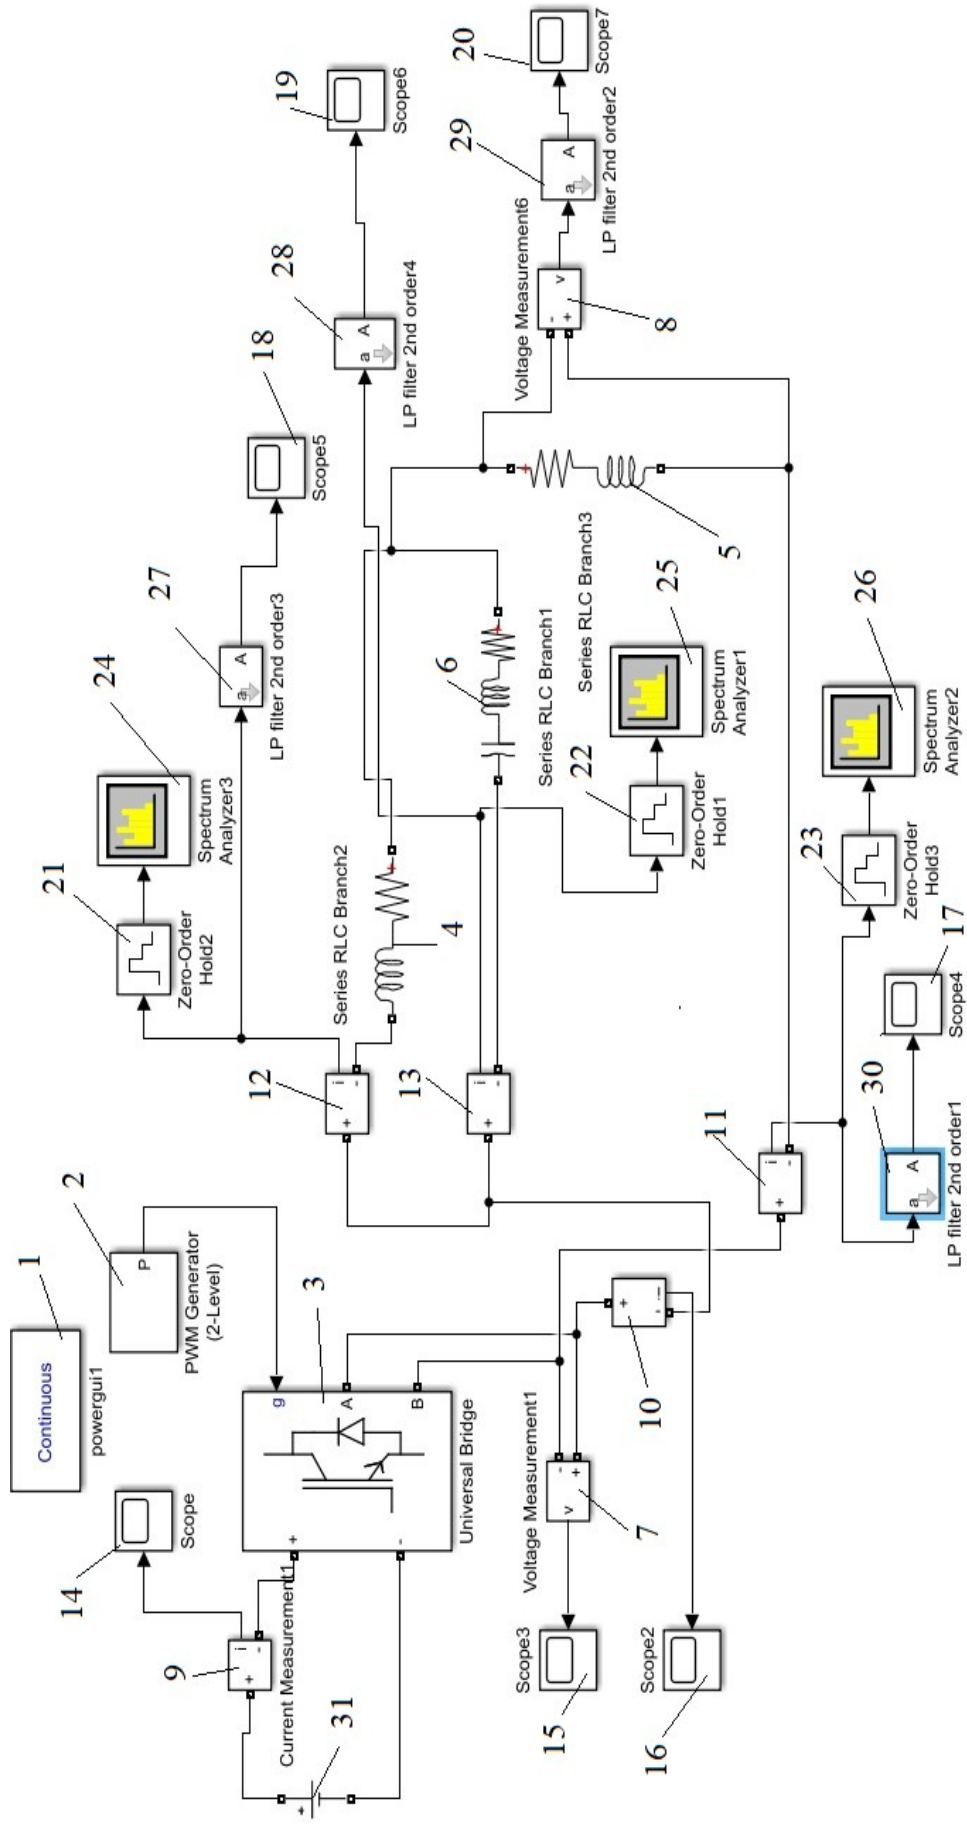 Continuous
powergui1
1
2
P
PWM Generator
(2-Level)
14
Scope
9
+
i
-
Current Measurement1
31
+
3
g
A
B
+
-
Universal Bridge
21
Zero-Order
Hold2
24
Spectrum
Analyzer3
27
a
A
LP filter 2nd order3
18
Scope5
19
Scope6
28
a
A
LP filter 2nd order4
12
+
i
-
Series RLC Branch2
+
4
13
+
i
-
6
+
Series RLC Branch1
Series RLC Branch3
+
5
Voltage Measurement1
v
-
+
7
Scope3
15
Scope2
16
10
+
i
-
22
Zero-Order
Hold1
25
Spectrum
Analyzer1
Voltage Measurement6
-
+
v
8
29
a
A
LP filter 2nd order2
20
Scope7
11
+
i
-
23
Zero-Order
Hold3
26
Spectrum
Analyzer2
30
a
A
LP filter 2nd order1
17
Scope4